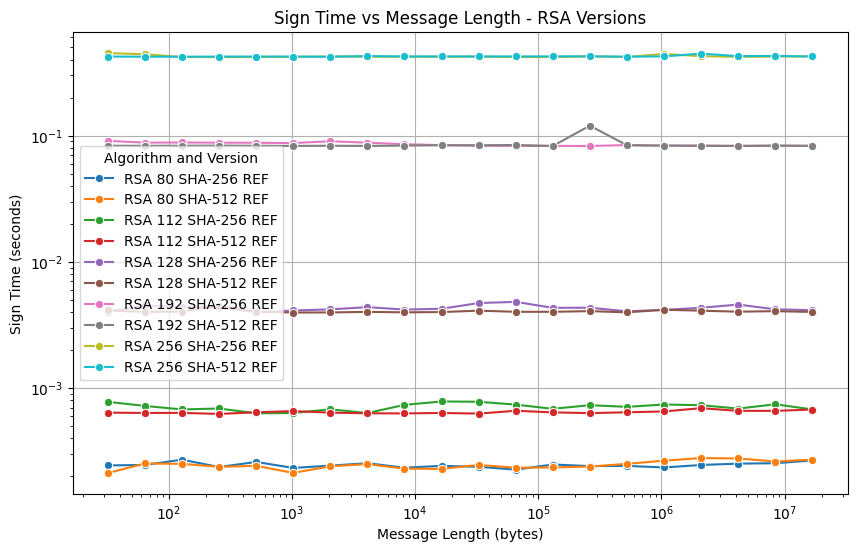 Sign Time vs Message Length - RSA Versions
Sign Time (seconds)
10⁻¹
10⁻²
10⁻³
Algorithm and Version
RSA 80 SHA-256 REF
RSA 80 SHA-512 REF
RSA 112 SHA-256 REF
RSA 112 SHA-512 REF
RSA 128 SHA-256 REF
RSA 128 SHA-512 REF
RSA 192 SHA-256 REF
RSA 192 SHA-512 REF
RSA 256 SHA-256 REF
RSA 256 SHA-512 REF
10² 10³ 10⁴ 10⁵ 10⁶ 10⁷
Message Length (bytes)